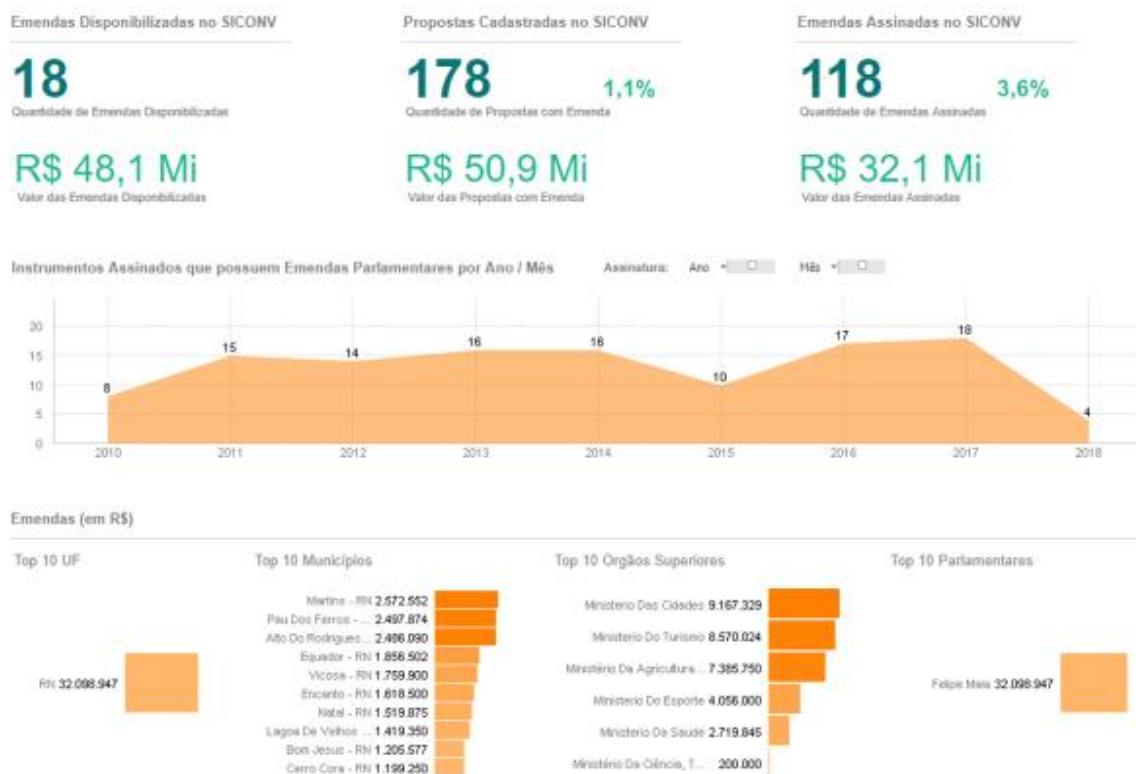 Emendas Disponibilizadas no SICONV
Propostas Cadastradas no SICONV
Emendas Assinadas no SICONV
18
178 1,1%
118 3,6%
Quantidade de Emendas Disponibilizadas
Quantidade de Propostas com Emenda
Quantidade de Emendas Assinadas
R$ 48,1 Mi
R$ 50,9 Mi
R$ 32,1 Mi
Valor das Emendas Disponibilizadas
Valor das Propostas com Emenda
Valor das Emendas Assinadas
Instrumentos Assinados que possuem Emendas Parlamentares por Ano / Mês
Assinatura: Ano Mês
20
15
10
5
0
8
15
14
16
16
10
17
18
4
2010 2011 2012 2013 2014 2015 2016 2017 2018
Emendas (em R$)
Top 10 UF
RN 32.098.947
Top 10 Municípios
Martins - RN 2.572.552
Pau Dos Ferros - ... 2.497.874
Alto Do Rodrigues ... 2.486.090
Equador - RN 1.856.502
Vicosa - RN 1.759.900
Encanto - RN 1.618.500
Natal - RN 1.519.875
Lagoa De Velhos ... 1.419.350
Bom Jesus - RN 1.205.577
Cerro Cora - RN 1.199.250
Top 10 Órgãos Superiores
Ministerio Das Cidades 9.167.329
Ministerio Do Turismo 8.570.024
Ministério Da Agricultura... 7.385.750
Ministerio Do Esporte 4.056.000
Ministerio Da Saude 2.719.845
Ministério Da Ciência, T... 200.000
Top 10 Parlamentares
Felipe Maia 32.098.947